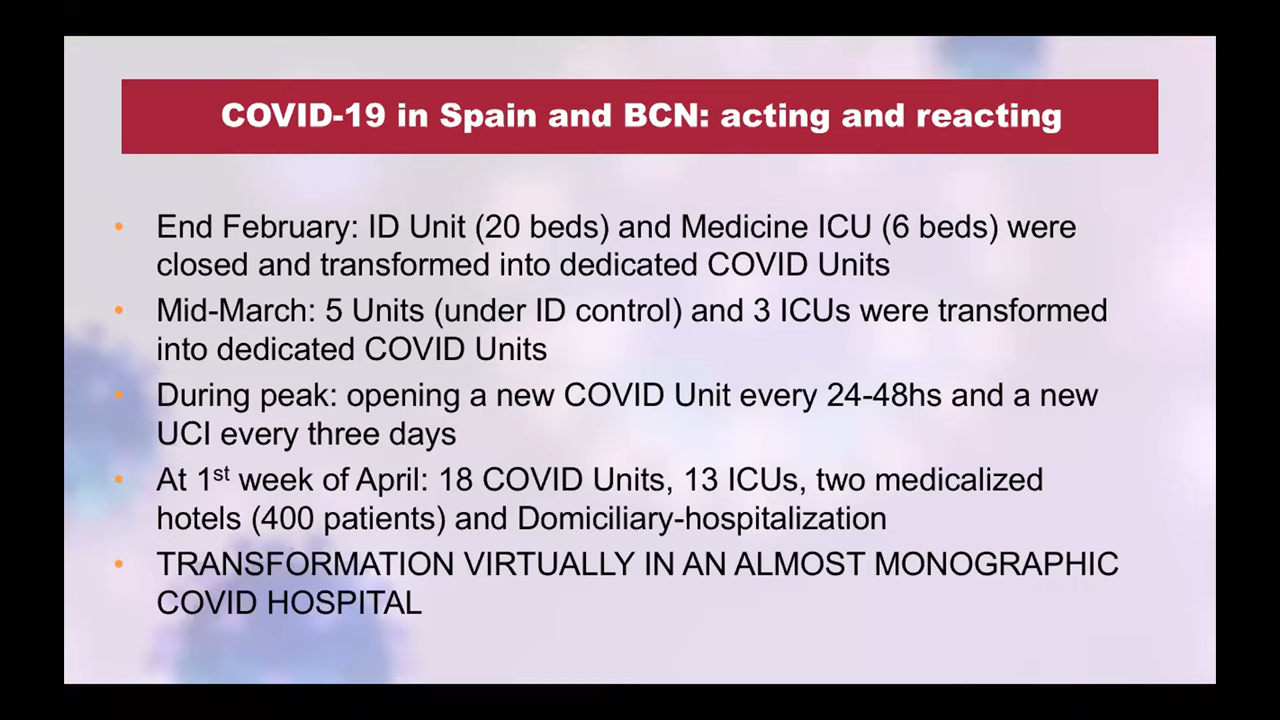 COVID-19 in Spain and BCN: acting and reacting
• End February: ID Unit (20 beds) and Medicine ICU (6 beds) were
closed and transformed into dedicated COVID Units
• Mid-March: 5 Units (under ID control) and 3 ICUs were transformed
into dedicated COVID Units
• During peak: opening a new COVID Unit every 24-48hs and a new
UCI every three days
• At 1st week of April: 18 COVID Units, 13 ICUs, two medicalized
hotels (400 patients) and Domiciliary-hospitalization
• TRANSFORMATION VIRTUALLY IN AN ALMOST MONOGRAPHIC
COVID HOSPITAL